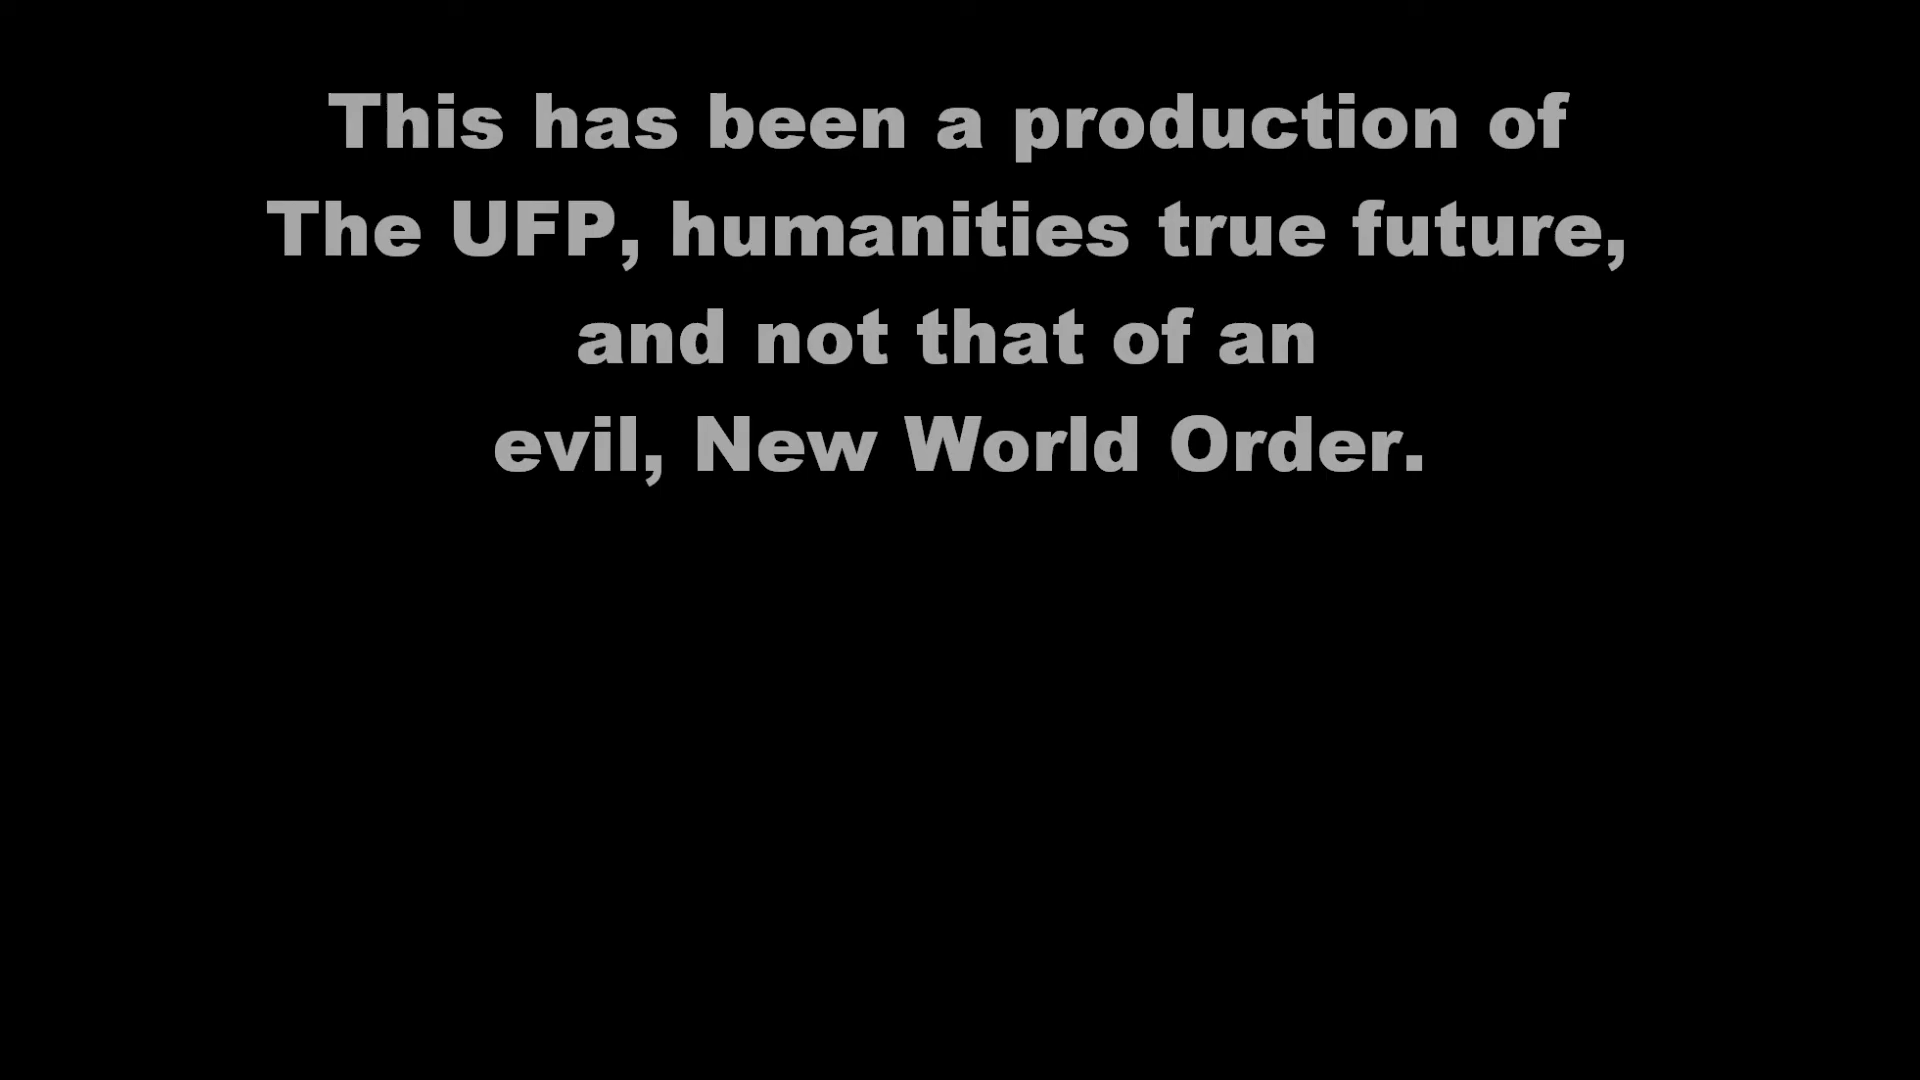 This has been a production of
The UFP, humanities true future,
and not that of an
evil, New World Order.